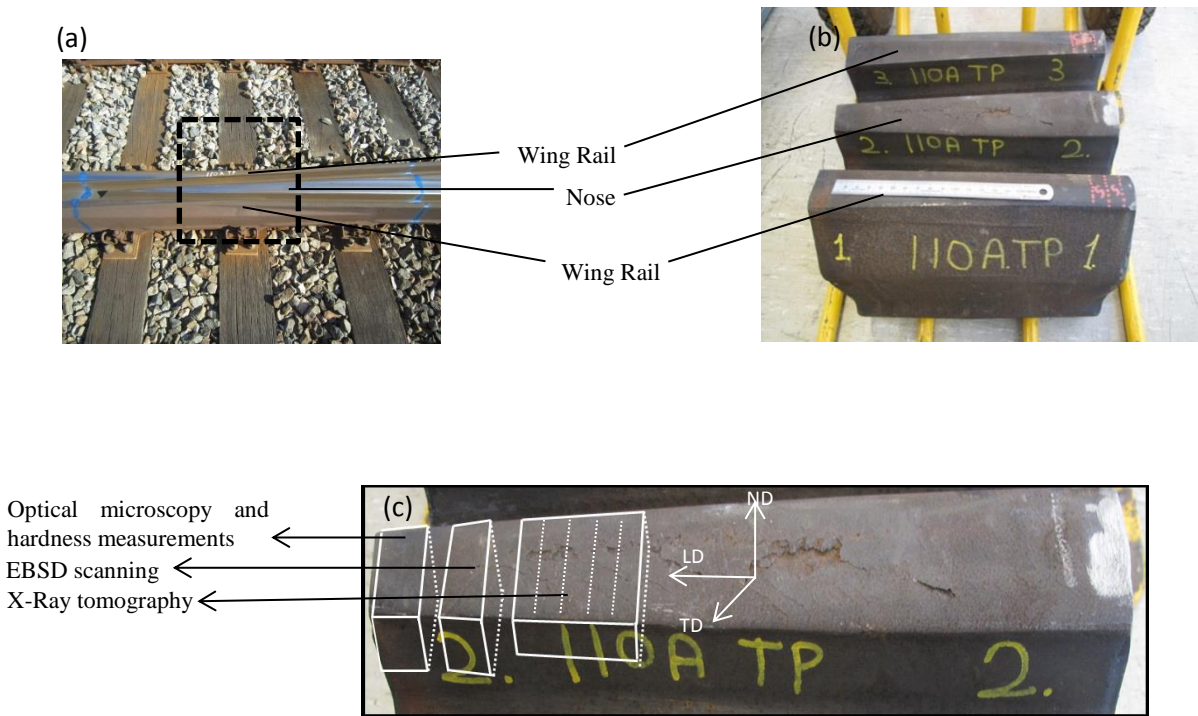 (a)
110A TP
Wing Rail
Nose
Wing Rail
(b)
3. 110A TP 3
2. 110A TP 2.
1 110ATP 1.
Optical microscopy and
hardness measurements
EBSD scanning
X-Ray tomography
(c)
ND
LD
TD
2. 110A TP 2.